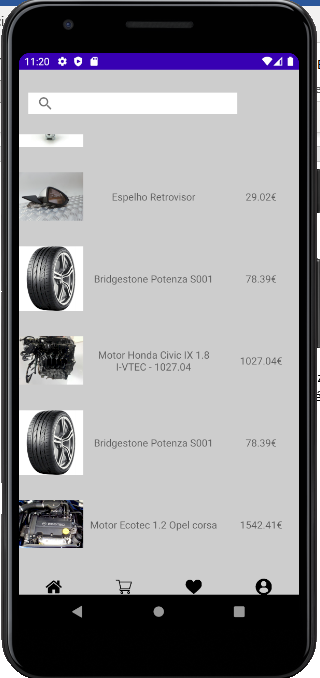 11:20
Espelho Retrovisor 29.02€
Bridgestone Potenza S001 78.39€
Motor Honda Civic IX 1.8
I-VTEC - 1027.04 1027.04€
Bridgestone Potenza S001 78.39€
Motor Ecotec 1.2 Opel corsa 1542.41€